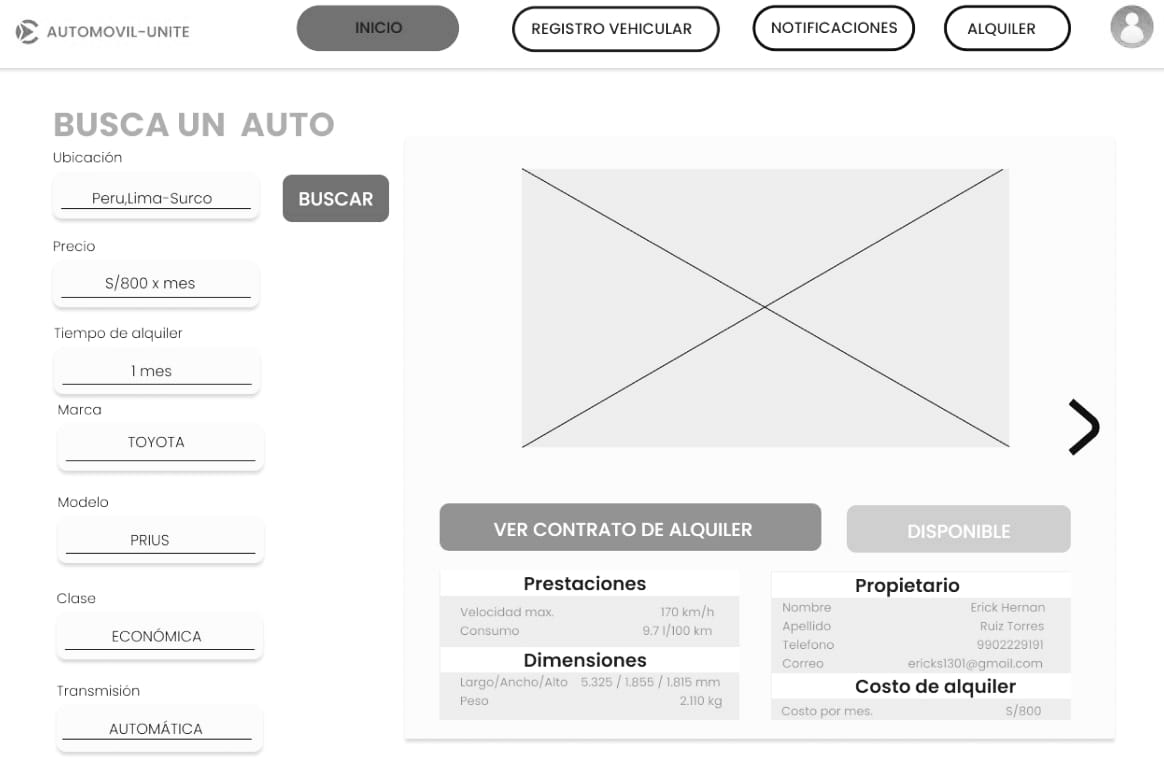 AUTOMOVIL-UNITE
INICIO
REGISTRO VEHICULAR
NOTIFICACIONES
ALQUILER
BUSCA UN AUTO
Ubicación
Peru,Lima-Surco
BUSCAR
Precio
S/800 x mes
Tiempo de alquiler
1 mes
Marca
TOYOTA
Modelo
PRIUS
Clase
ECONÓMICA
Transmisión
AUTOMÁTICA
VER CONTRATO DE ALQUILER
DISPONIBLE
Prestaciones
Velocidad max. 170 km/h
Consumo 9.7 l/100 km
Dimensiones
Largo/Ancho/Alto 5.325 / 1.855 / 1.815 mm
Peso 2.110 kg
Propietario
Nombre Erick Hernan
Apellido Ruiz Torres
Telefono 9902229191
Correo ericks1301@gmail.com
Costo de alquiler
Costo por mes. S/800